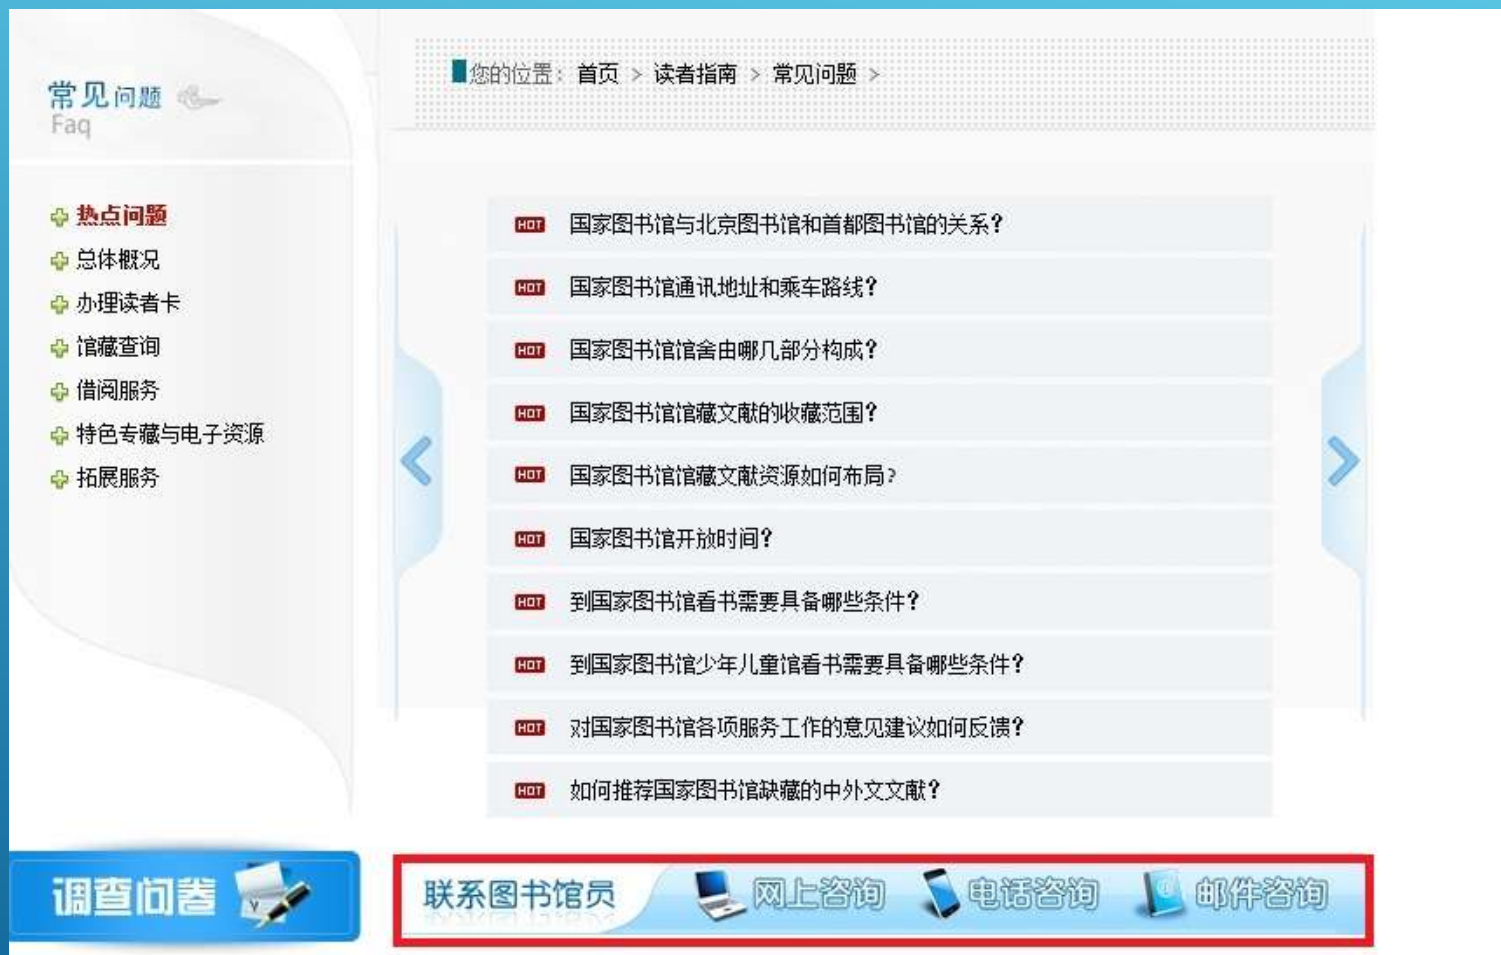 常见问题
Faq
您的位置：首页 > 读者指南 > 常见问题 >
热点问题
总体概况
办理读者卡
馆藏查询
借阅服务
特色专藏与电子资源
拓展服务
HOT 国家图书馆与北京图书馆和首都图书馆的关系？
HOT 国家图书馆通讯地址和乘车路线？
HOT 国家图书馆馆舍由哪几部分构成？
HOT 国家图书馆馆藏文献的收藏范围？
HOT 国家图书馆馆藏文献资源如何布局？
HOT 国家图书馆开放时间？
HOT 到国家图书馆看书需要具备哪些条件？
HOT 到国家图书馆少年儿童馆看书需要具备哪些条件？
HOT 对国家图书馆各项服务工作的意见建议如何反馈？
HOT 如何推荐国家图书馆缺藏的中外文文献？
调查问卷
联系图书馆员 网上咨询 电话咨询 邮件咨询